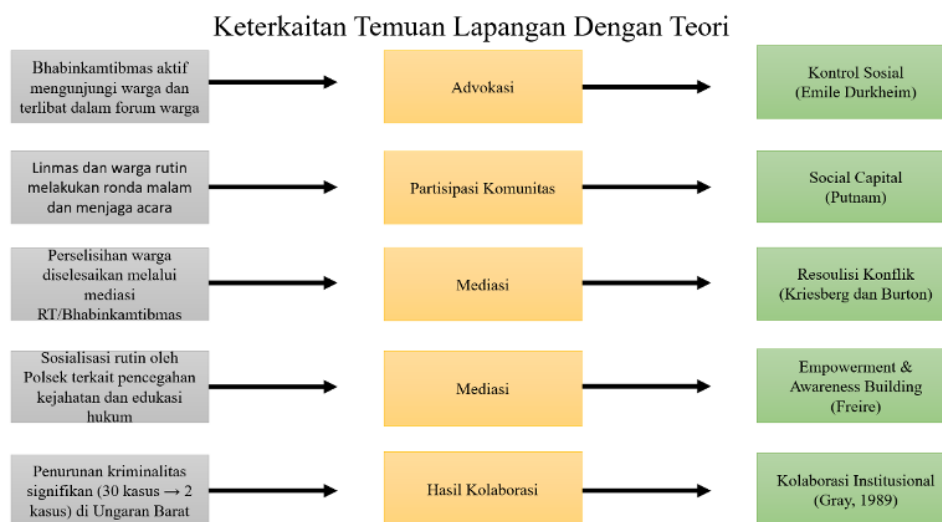 Keterkaitan Temuan Lapangan Dengan Teori
Bhabinkamtibmas aktif
mengunjungi warga dan
terlibat dalam forum warga
Advokasi
Kontrol Sosial
(Emile Durkheim)
Linmas dan warga rutin
melakukan ronda malam
dan menjaga acara
Partisipasi Komunitas
Social Capital
(Putnam)
Perselisihan warga
diselesaikan melalui
mediasi
RT/Bhabinkamtibmas
Mediasi
Resoulisi Konflik
(Kriesberg dan Burton)
Sosialisasi rutin oleh
Polsek terkait pencegahan
kejahatan dan edukasi
hukum
Mediasi
Empowerment &
Awareness Building
(Freire)
Penurunan kriminalitas
signifikan (30 kasus → 2
kasus) di Ungaran Barat
Hasil Kolaborasi
Kolaborasi Institusional
(Gray, 1989)